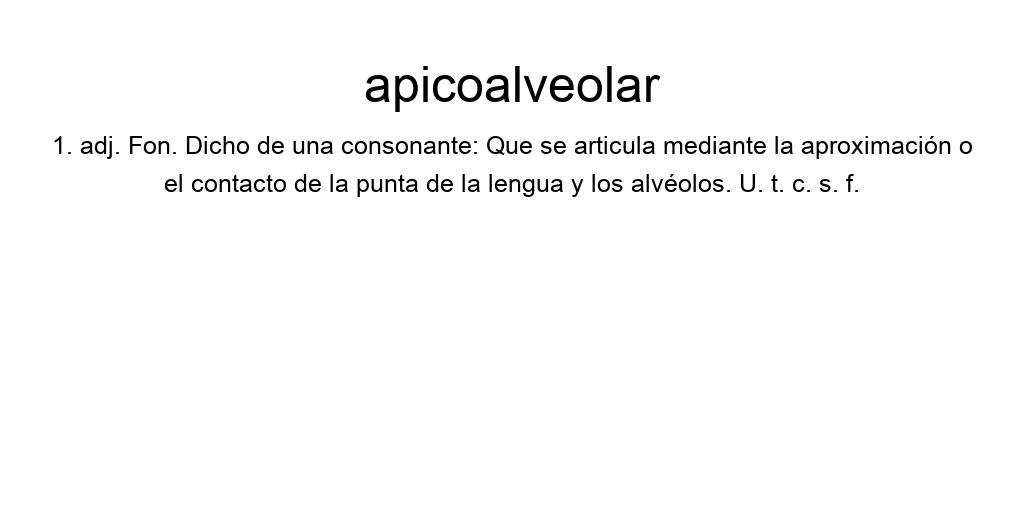 apicoalveolar
1. adj. Fon. Dicho de una consonante: Que se articula mediante la aproximación o
el contacto de la punta de la lengua y los alvéolos. U. t. c. s. f.